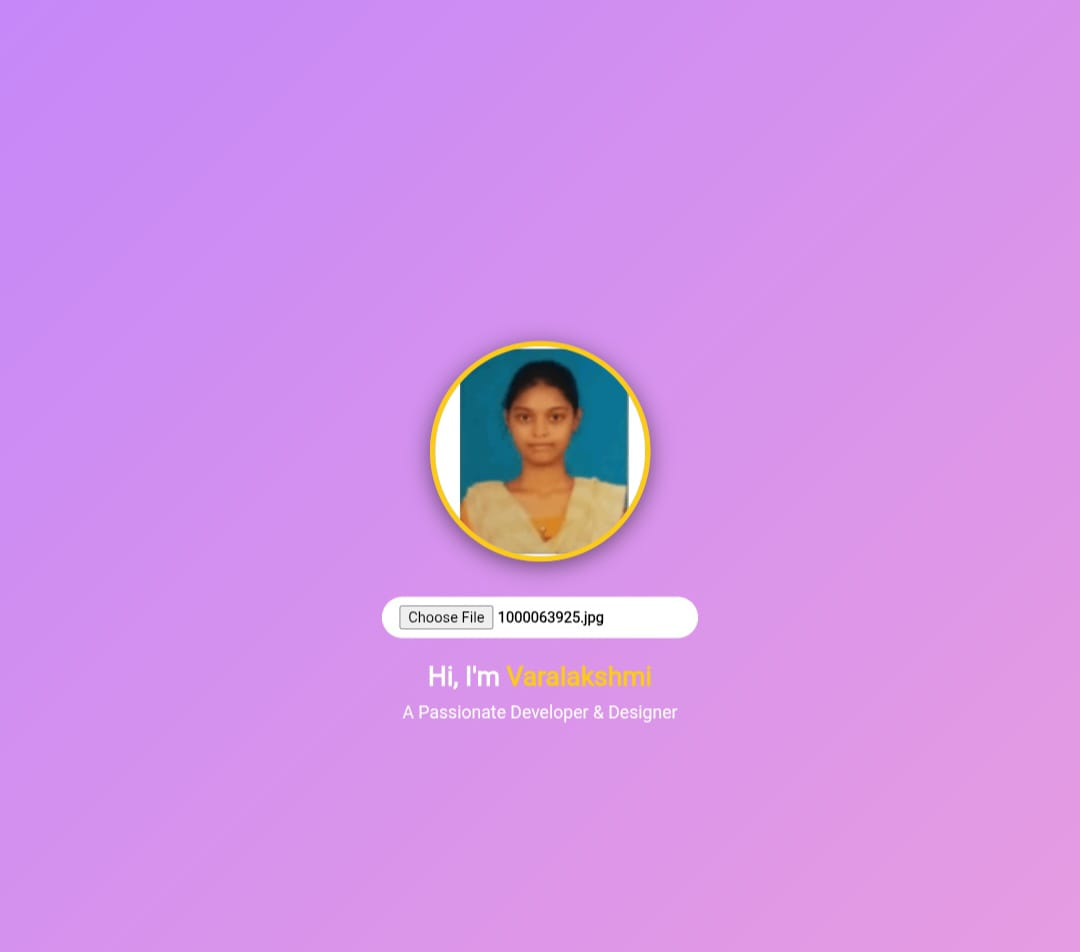 Choose File 1000063925.jpg
Hi, I'm Varalakshmi
A Passionate Developer & Designer